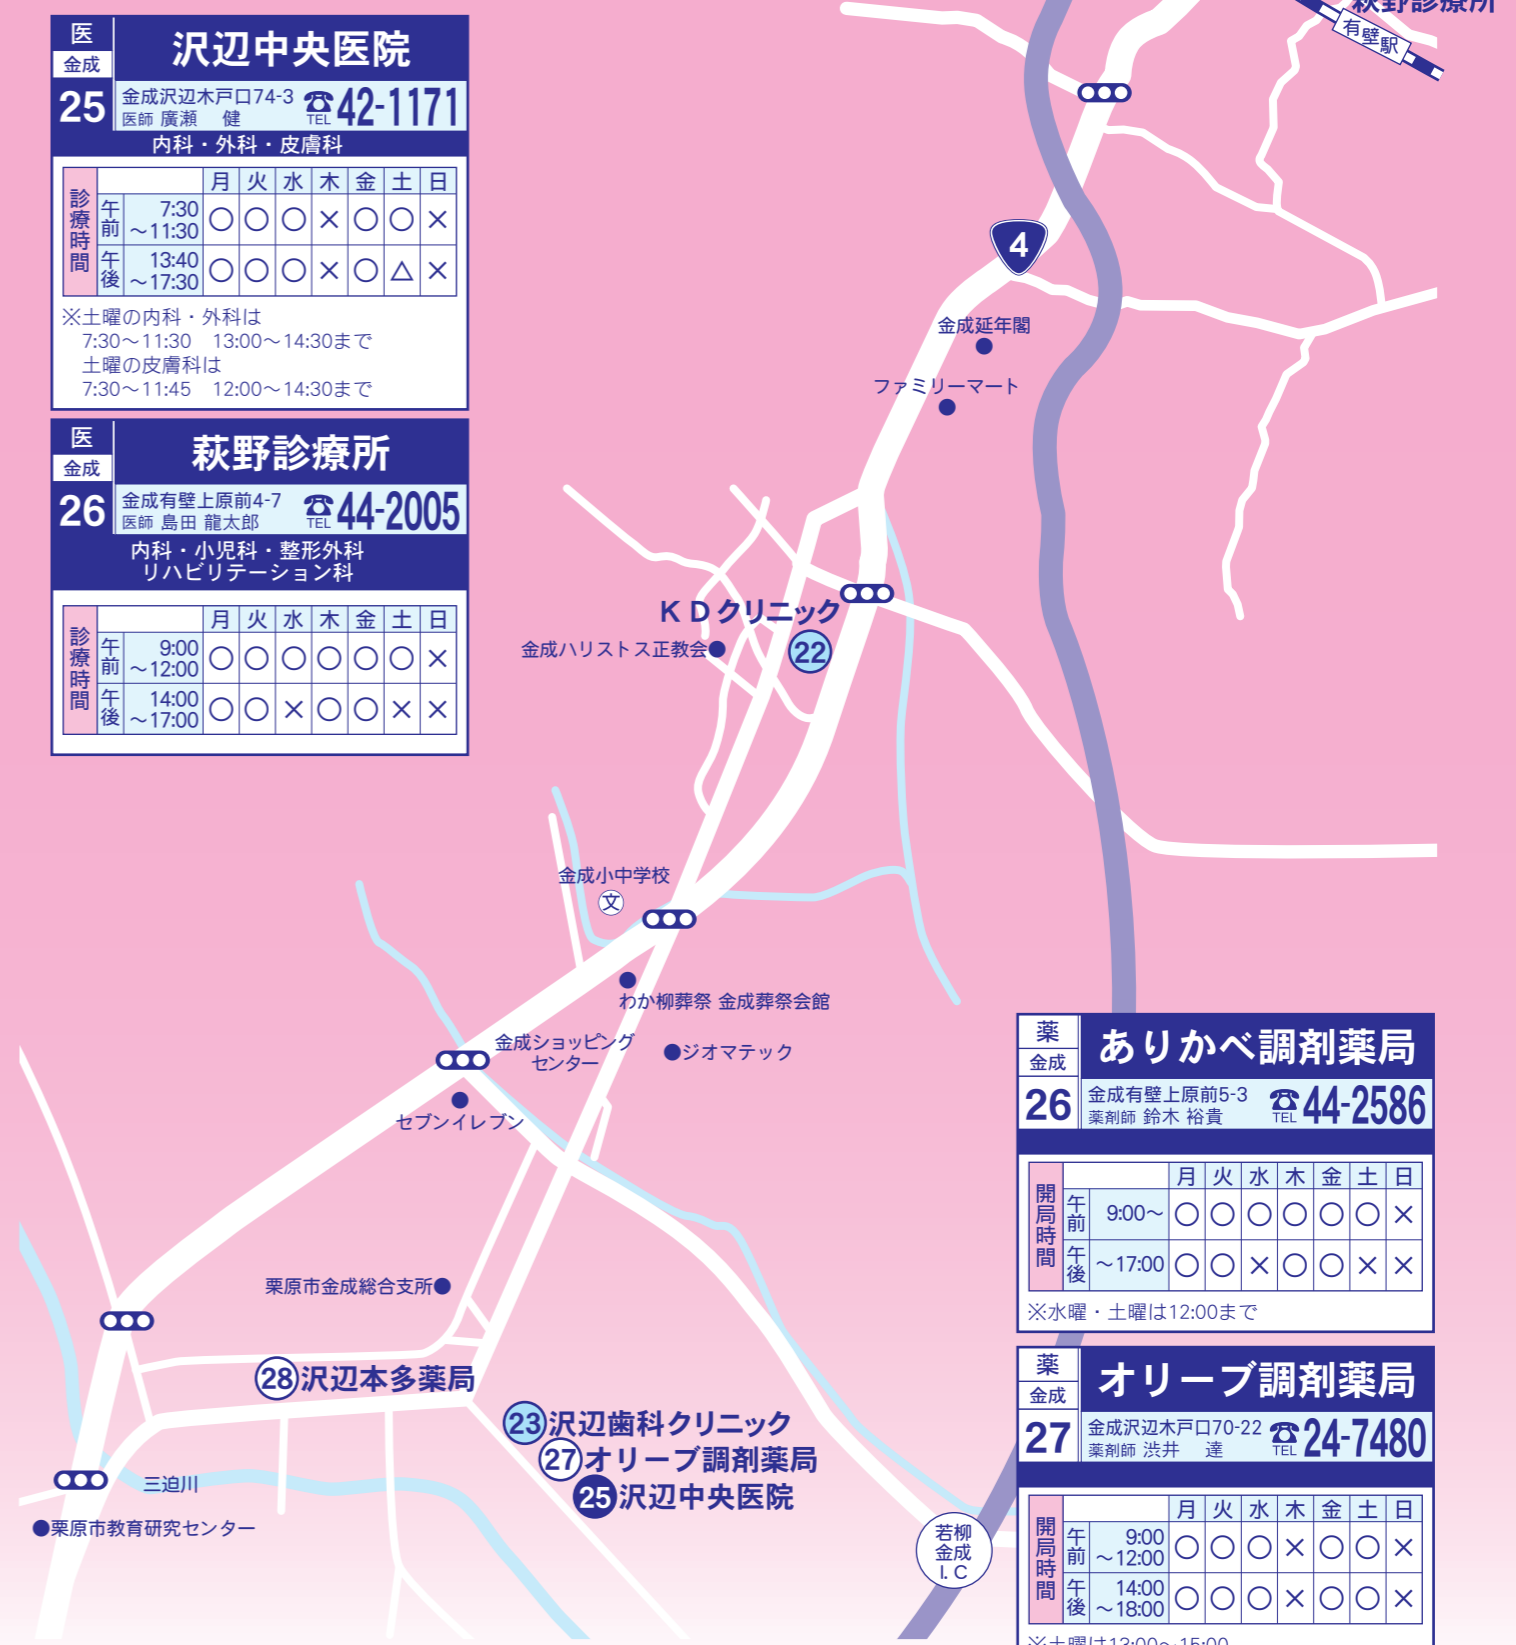 医
金成
25
沢辺中央医院
金成沢辺木戸口74-3
医師 廣瀬　健
TEL 42-1171
内科・外科・皮膚科
診療時間
月 火 水 木 金 土 日
午前 7:30～11:30 ○ ○ ○ × ○ ○ ×
午後 13:40～17:30 ○ ○ ○ × ○ △ ×
※土曜の内科・外科は
7:30～11:30　13:00～14:30まで
土曜の皮膚科は
7:30～11:45　12:00～14:30まで
医
金成
26
萩野診療所
金成有壁上原前4-7
医師 島田 龍太郎
TEL 44-2005
内科・小児科・整形外科
リハビリテーション科
診療時間
月 火 水 木 金 土 日
午前 9:00～12:00 ○ ○ ○ ○ ○ ○ ×
午後 14:00～17:00 ○ ○ × ○ ○ × ×
萩野診療所
有壁駅
4
金成延年閣
ファミリーマート
KDクリニック
22
金成ハリストス正教会
金成小中学校
文
わか柳葬祭 金成葬祭会館
金成ショッピング
センター
ジオマテック
セブンイレブン
栗原市金成総合支所
28 沢辺本多薬局
23 沢辺歯科クリニック
27 オリーブ調剤薬局
25 沢辺中央医院
三迫川
栗原市教育研究センター
若柳
金成
I.C
薬
金成
26
ありかべ調剤薬局
金成有壁上原前5-3
薬剤師 鈴木 裕貴
TEL 44-2586
開局時間
月 火 水 木 金 土 日
午前 9:00～ ○ ○ ○ ○ ○ ○ ×
午後 ～17:00 ○ ○ × ○ ○ × ×
※水曜・土曜は12:00まで
薬
金成
27
オリーブ調剤薬局
金成沢辺木戸口70-22
薬剤師 渋井　達
TEL 24-7480
開局時間
月 火 水 木 金 土 日
午前 9:00～12:00 ○ ○ ○ × ○ ○ ×
午後 14:00～18:00 ○ ○ ○ × ○ ○ ×
※土曜は13:00～15:00